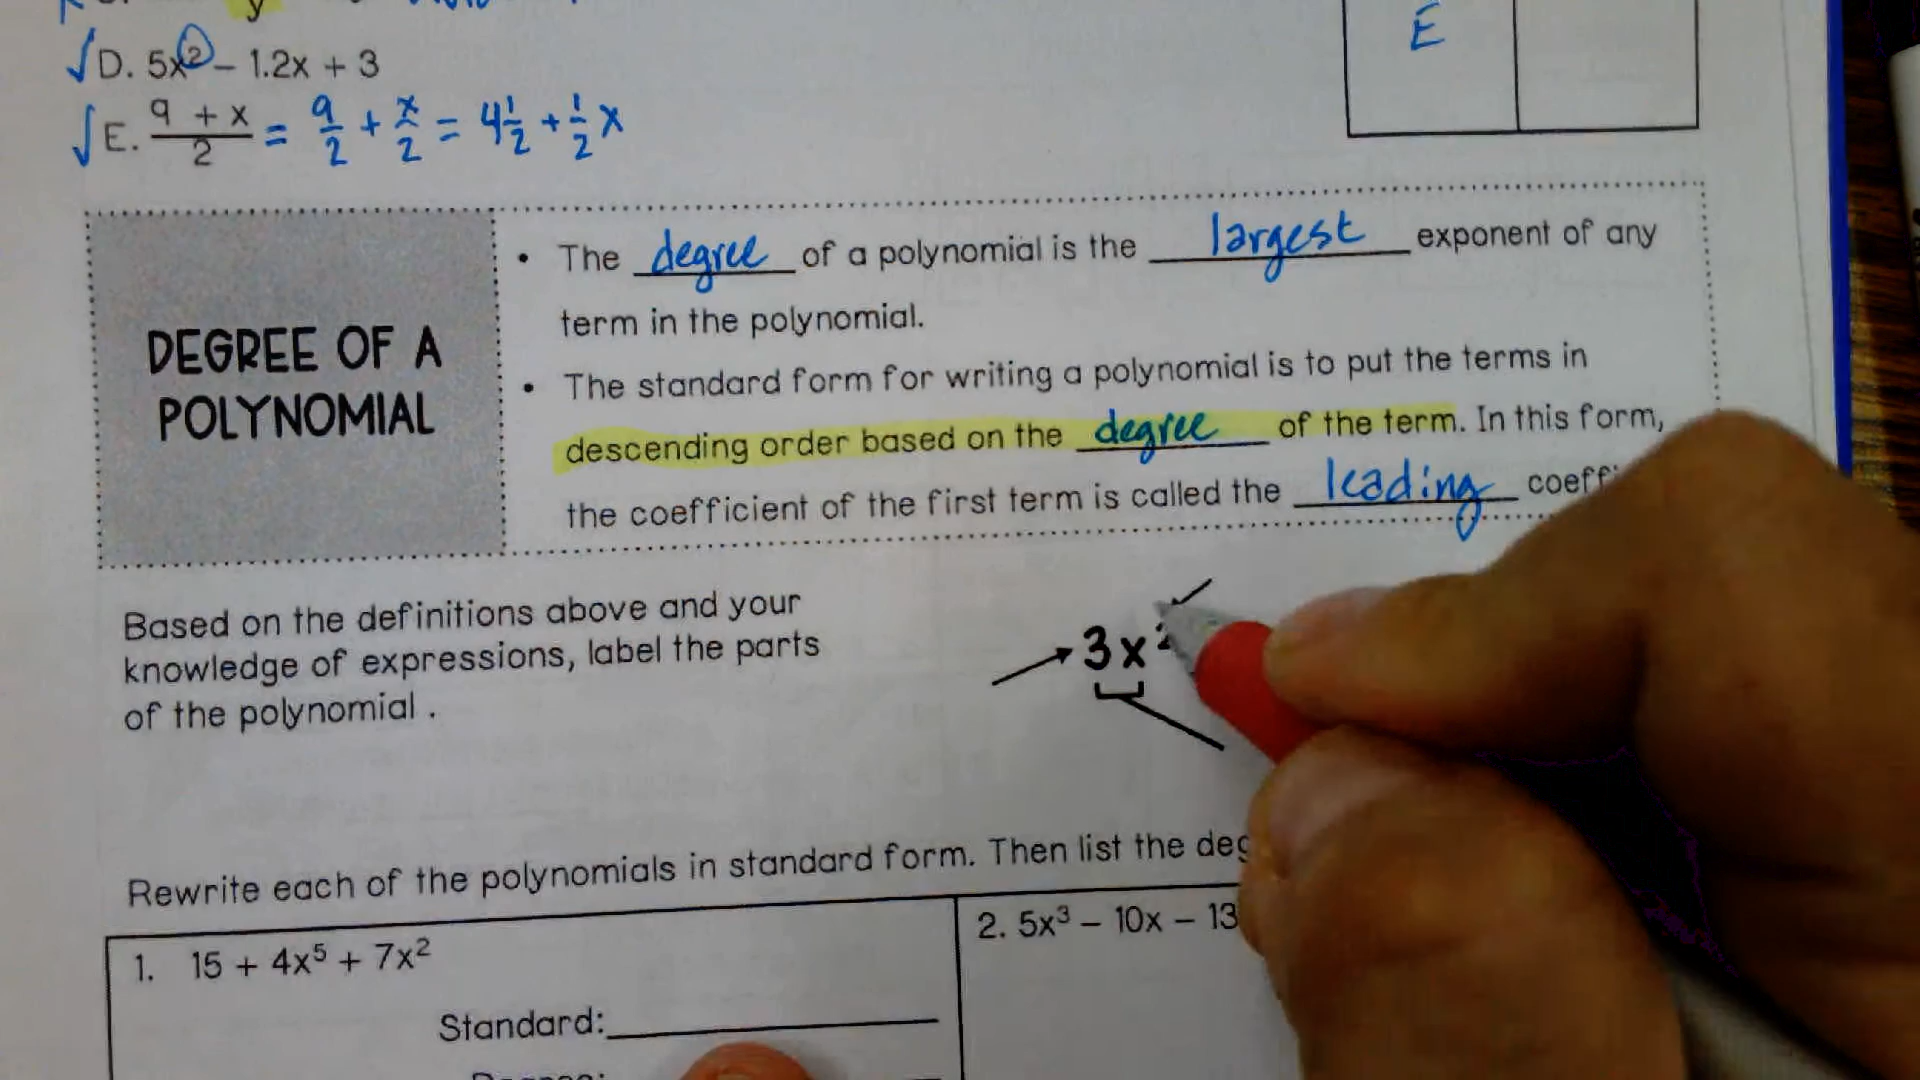 y
√ D. 5x² – 1.2x + 3
√ E. 9 + x / 2 = 9/2 + x/2 = 4 1/2 + 1/2 x
E
DEGREE OF A
POLYNOMIAL
• The degree of a polynomial is the largest exponent of any
term in the polynomial.
• The standard form for writing a polynomial is to put the terms in
descending order based on the degree of the term. In this form,
the coefficient of the first term is called the leading coeff
Based on the definitions above and your
knowledge of expressions, label the parts
of the polynomial .
3x
Rewrite each of the polynomials in standard form. Then list the deg
1. 15 + 4x⁵ + 7x²
Standard:
2. 5x³ – 10x – 13